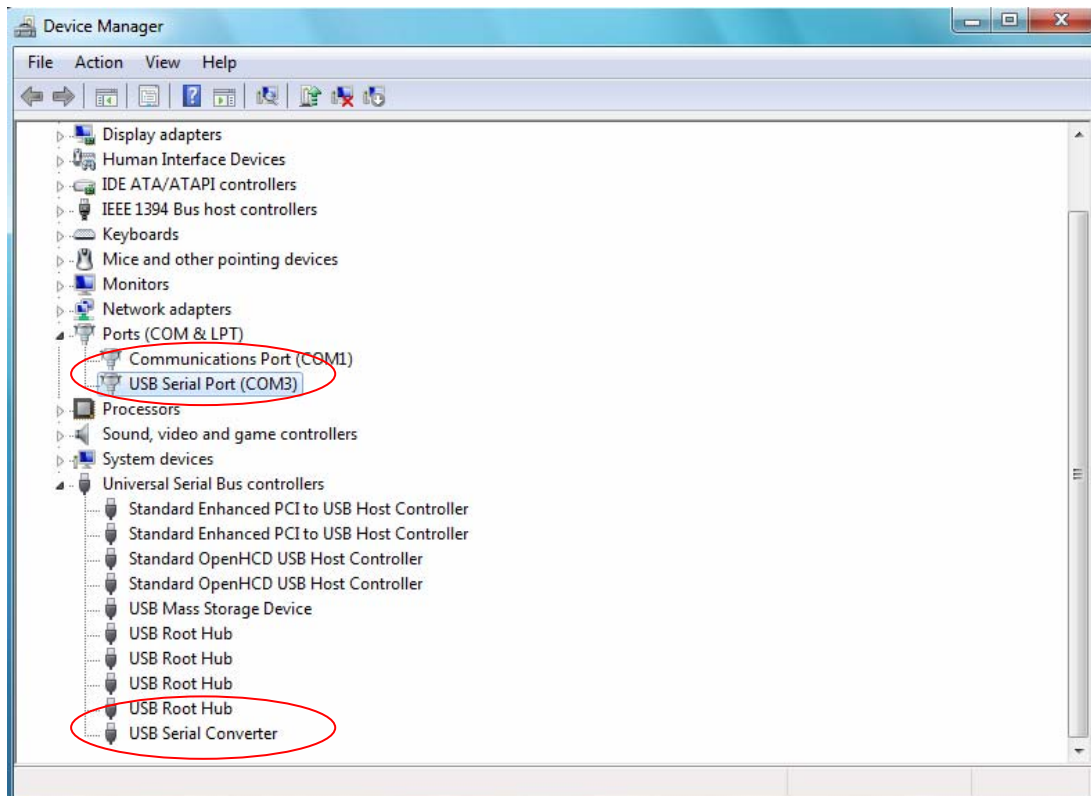 Device Manager
File Action View Help
Display adapters
Human Interface Devices
IDE ATA/ATAPI controllers
IEEE 1394 Bus host controllers
Keyboards
Mice and other pointing devices
Monitors
Network adapters
Ports (COM & LPT)
Communications Port (COM1)
USB Serial Port (COM3)
Processors
Sound, video and game controllers
System devices
Universal Serial Bus controllers
Standard Enhanced PCI to USB Host Controller
Standard Enhanced PCI to USB Host Controller
Standard OpenHCD USB Host Controller
Standard OpenHCD USB Host Controller
USB Mass Storage Device
USB Root Hub
USB Root Hub
USB Root Hub
USB Root Hub
USB Serial Converter